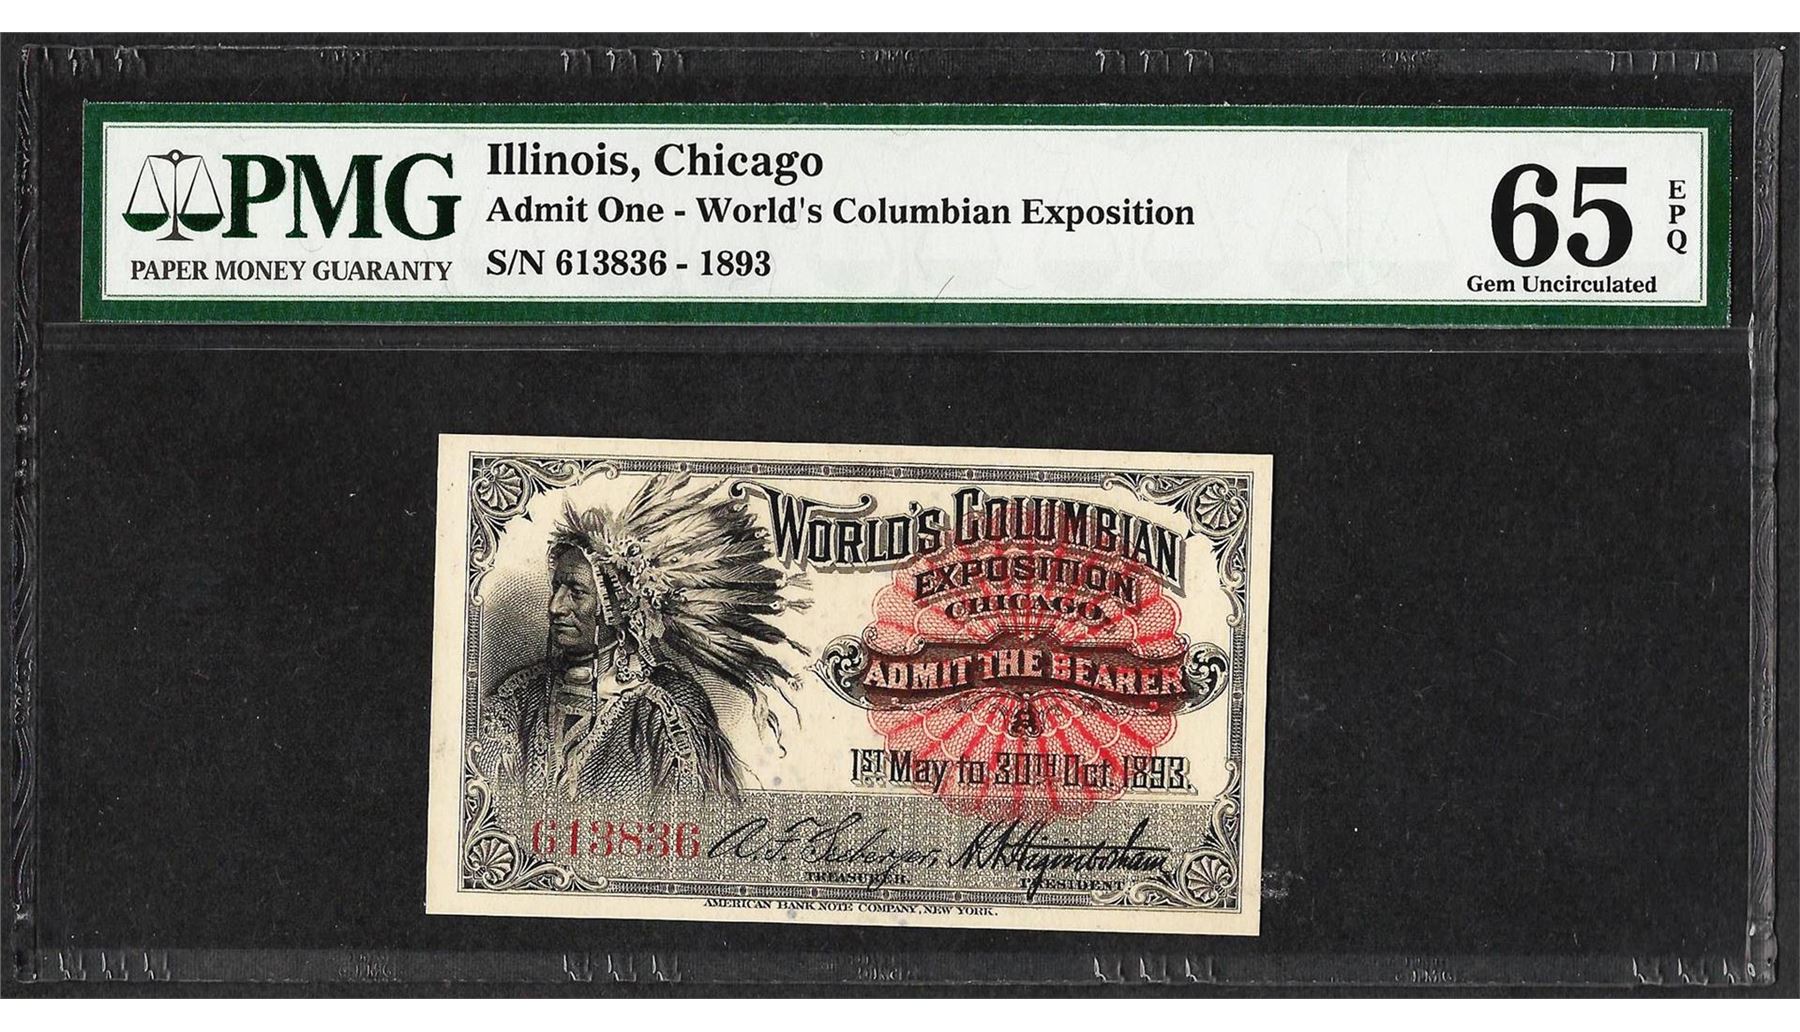 PMG
PAPER MONEY GUARANTY
Illinois, Chicago
Admit One - World's Columbian Exposition
S/N 613836 - 1893
65
EPQ
Gem Uncirculated
WORLD'S COLUMBIAN
EXPOSITION
CHICAGO.
ADMIT THE BEARER
1ST May to 30TH Oct. 1893.
613836
A. F. Seeberger,
TREASURER.
H. N. Higinbotham
PRESIDENT
AMERICAN BANK NOTE COMPANY, NEW YORK.